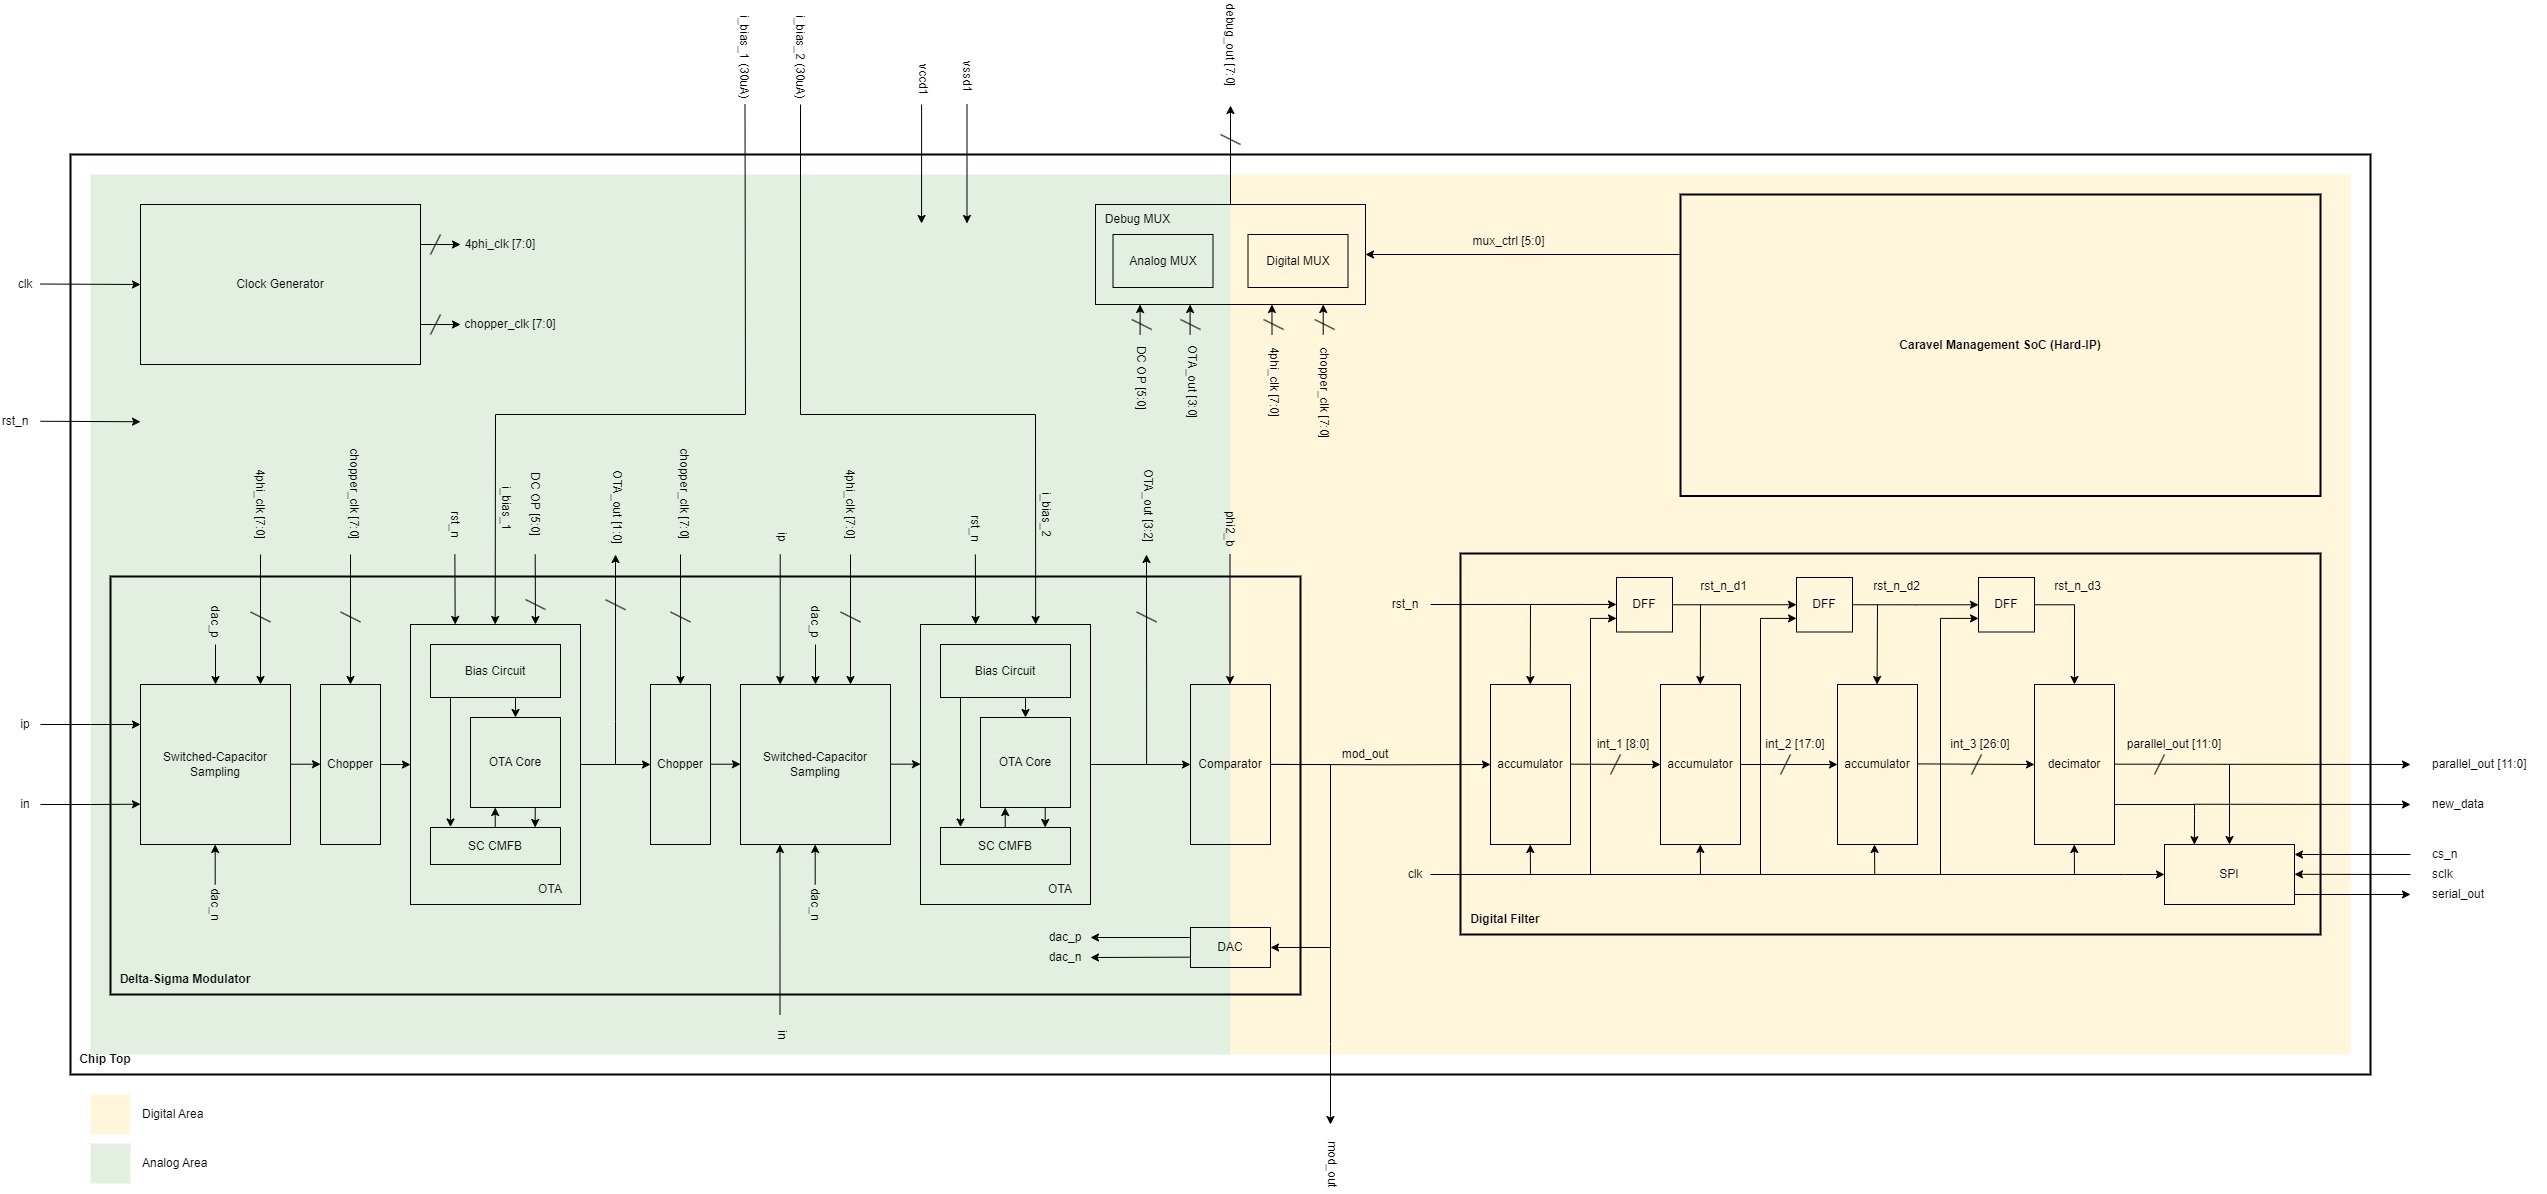 i_bias_1 (30uA)
i_bias_2 (30uA)
vccd1
vssd1
debug_out [7:0]
Clock Generator
4phi_clk [7:0]
chopper_clk [7:0]
clk
rst_n
Debug MUX
Analog MUX
Digital MUX
mux_ctrl [5:0]
DC OP [5:0]
OTA_out [3:0]
4phi_clk [7:0]
chopper_clk [7:0]
Caravel Management SoC (Hard-IP)
4phi_clk [7:0]
chopper_clk [7:0]
rst_n
i_bias_1
DC OP [5:0]
OTA_out [1:0]
chopper_clk [7:0]
ip
4phi_clk [7:0]
rst_n
i_bias_2
OTA_out [3:2]
phi2_b
dac_p
dac_p
ip
in
Switched-Capacitor
Sampling
Chopper
Bias Circuit
OTA Core
SC CMFB
OTA
Chopper
Switched-Capacitor
Sampling
Bias Circuit
OTA Core
SC CMFB
OTA
Comparator
mod_out
dac_n
dac_n
dac_p
dac_n
DAC
Delta-Sigma Modulator
in
rst_n
DFF
rst_n_d1
DFF
rst_n_d2
DFF
rst_n_d3
accumulator
int_1 [8:0]
accumulator
int_2 [17:0]
accumulator
int_3 [26:0]
decimator
parallel_out [11:0]
parallel_out [11:0]
new_data
clk
SPI
cs_n
sclk
serial_out
Digital Filter
Chip Top
mod_out
Digital Area
Analog Area